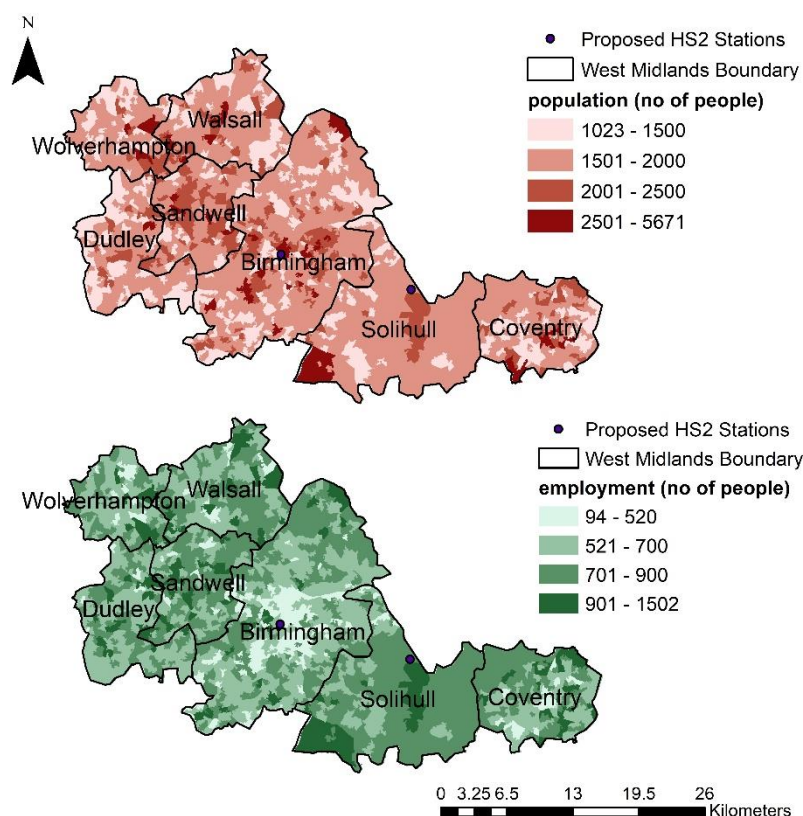 N
Proposed HS2 Stations
West Midlands Boundary
population (no of people)
1023 - 1500
1501 - 2000
2001 - 2500
2501 - 5671
Walsall
Wolverhampton
Sandwell
Dudley
Birmingham
Solihull
Coventry
Proposed HS2 Stations
West Midlands Boundary
employment (no of people)
94 - 520
521 - 700
701 - 900
901 - 1502
Walsall
Wolverhampton
Sandwell
Dudley
Birmingham
Solihull
Coventry
0 3.25 6.5 13 19.5 26
Kilometers